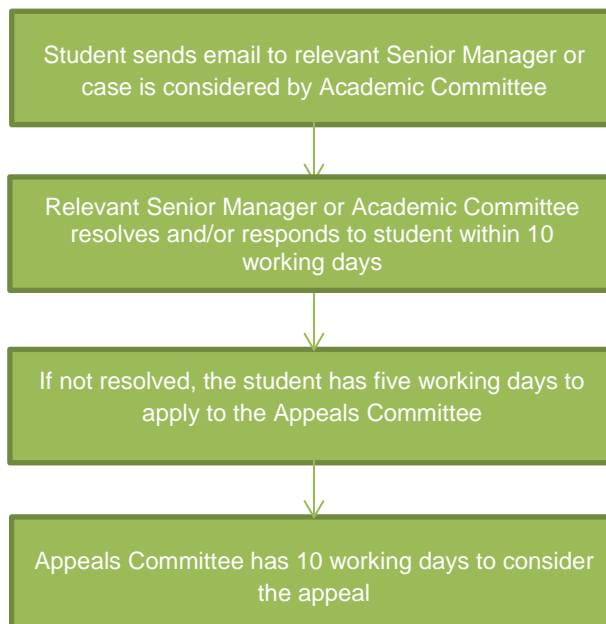 Student sends email to relevant Senior Manager or
case is considered by Academic Committee
Relevant Senior Manager or Academic Committee
resolves and/or responds to student within 10
working days
If not resolved, the student has five working days to
apply to the Appeals Committee
Appeals Committee has 10 working days to consider
the appeal